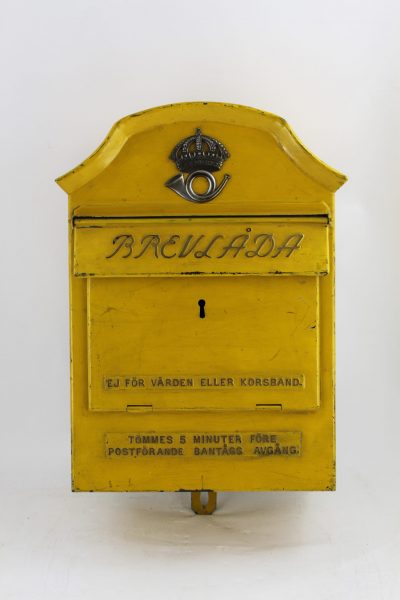 BREVLÅDA
EJ FÖR VÄRDEN ELLER KORSBAND.
TÖMMES 5 MINUTER FÖRE
POSTFÖRANDE BANTÅGS AVGÅNG.